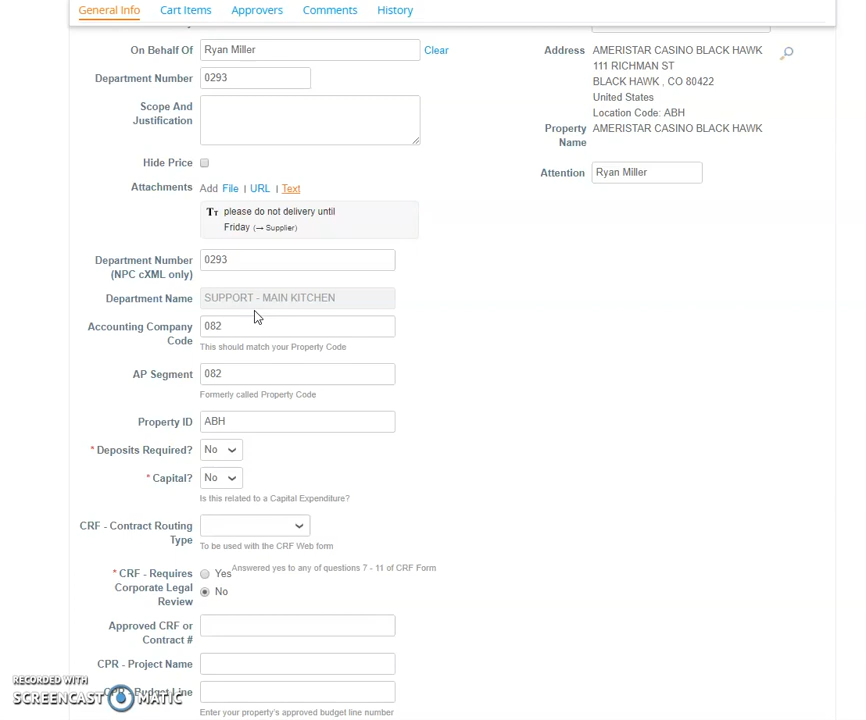 General Info Cart Items Approvers Comments History
On Behalf Of Ryan Miller Clear
Address AMERISTAR CASINO BLACK HAWK
111 RICHMAN ST
BLACK HAWK , CO 80422
United States
Location Code: ABH
Property Name AMERISTAR CASINO BLACK HAWK
Attention Ryan Miller
Department Number 0293
Scope And Justification
Hide Price
Attachments Add File | URL | Text
please do not delivery until
Friday (→ Supplier)
Department Number 0293
(NPC cXML only)
Department Name SUPPORT - MAIN KITCHEN
Accounting Company 082
Code
This should match your Property Code
AP Segment 082
Formerly called Property Code
Property ID ABH
* Deposits Required? No
* Capital? No
Is this related to a Capital Expenditure?
CRF - Contract Routing
Type
To be used with the CRF Web form
* CRF - Requires Yes Answered yes to any of questions 7 - 11 of CRF Form
Corporate Legal No
Review
Approved CRF or
Contract #
CPR - Project Name
RECORDED WITH
SCREENCAST MATIC
CPR - Budget Line
Enter your property's approved budget line number